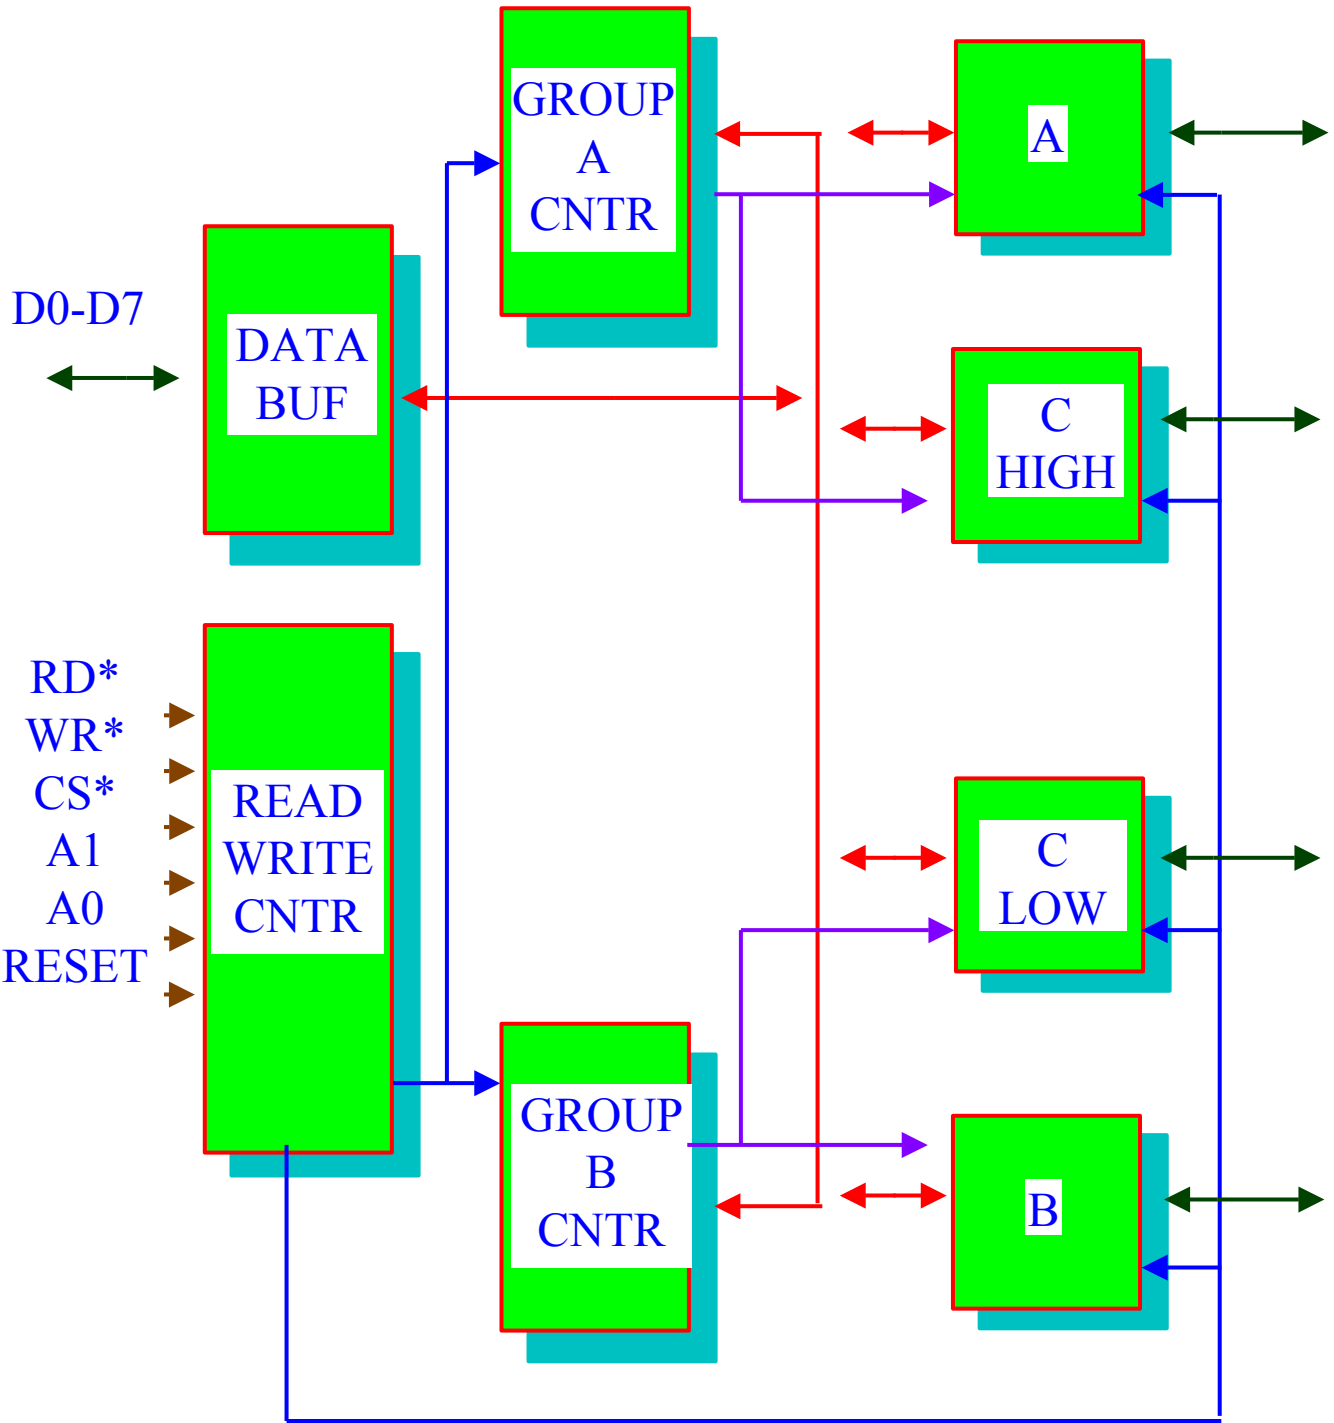 GROUP
A
CNTR
A
D0-D7
DATA
BUF
C
HIGH
RD*
WR*
CS*
A1
A0
RESET
READ
WRITE
CNTR
C
LOW
GROUP
B
CNTR
B